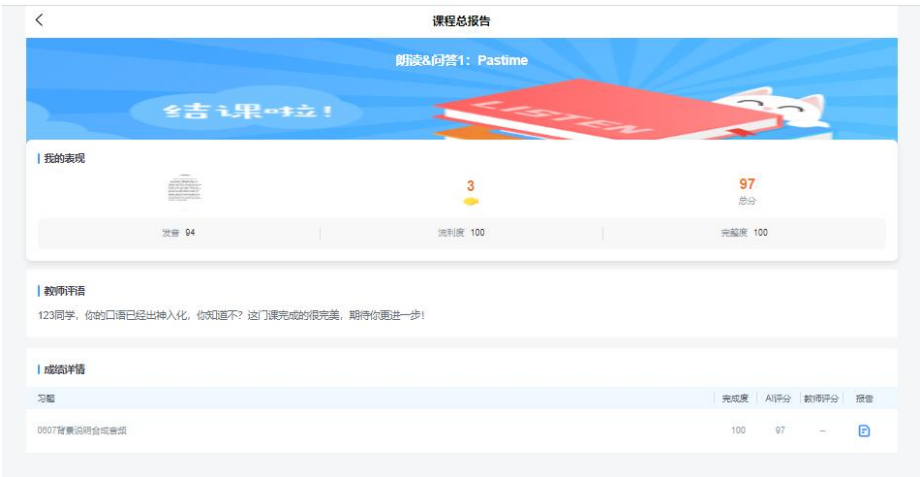 课程总报告
朗读&问答1：Pastime
结课啦！
LISTEN
我的表现
3
97
总分
发音 94
流利度 100
完整度 100
教师评语
123同学，你的口语已经出神入化，你知道不？这门课完成的很完美，期待你更进一步！
成绩详情
习题 完成度 AI评分 教师评分 报告
0607背景说明合成音频 100 97 --